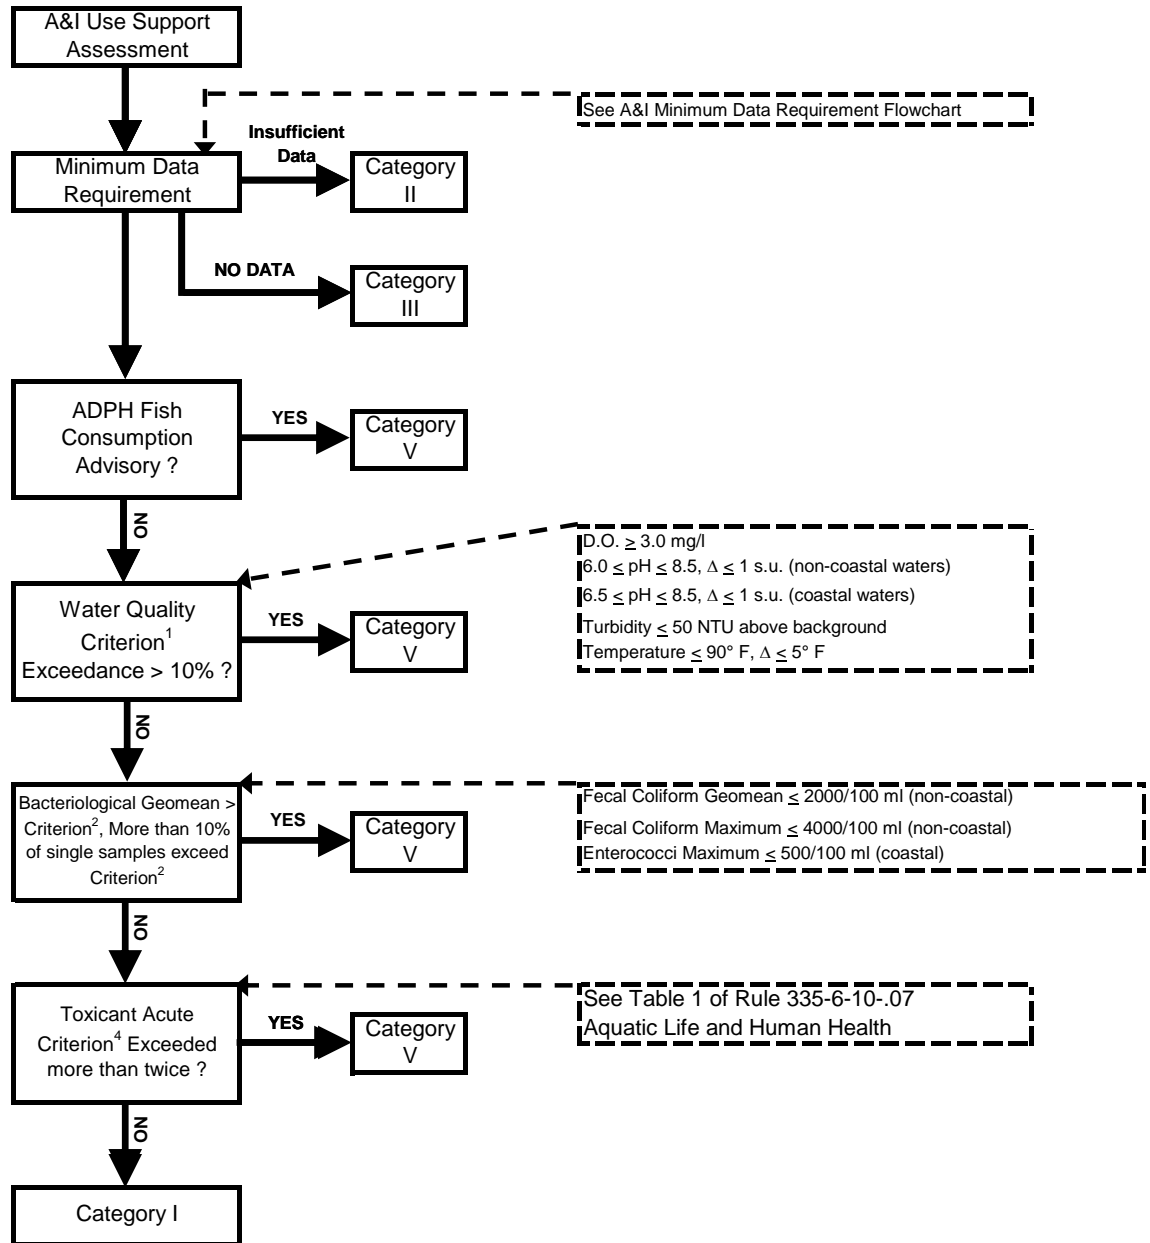 A&I Use Support
Assessment
See A&I Minimum Data Requirement Flowchart
Insufficient
Data
Minimum Data
Requirement
Category
II
NO DATA
Category
III
ADPH Fish
Consumption
Advisory ?
YES
Category
V
NO
D.O. ≥ 3.0 mg/l
6.0 ≤ pH ≤ 8.5, Δ ≤ 1 s.u. (non-coastal waters)
6.5 ≤ pH ≤ 8.5, Δ ≤ 1 s.u. (coastal waters)
Turbidity ≤ 50 NTU above background
Temperature ≤ 90° F, Δ ≤ 5° F
Water Quality
Criterion¹
Exceedance > 10% ?
YES
Category
V
NO
Bacteriological Geomean >
Criterion², More than 10%
of single samples exceed
Criterion²
YES
Category
V
Fecal Coliform Geomean ≤ 2000/100 ml (non-coastal)
Fecal Coliform Maximum ≤ 4000/100 ml (non-coastal)
Enterococci Maximum ≤ 500/100 ml (coastal)
NO
Toxicant Acute
Criterion⁴ Exceeded
more than twice ?
YES
Category
V
See Table 1 of Rule 335-6-10-.07
Aquatic Life and Human Health
NO
Category I